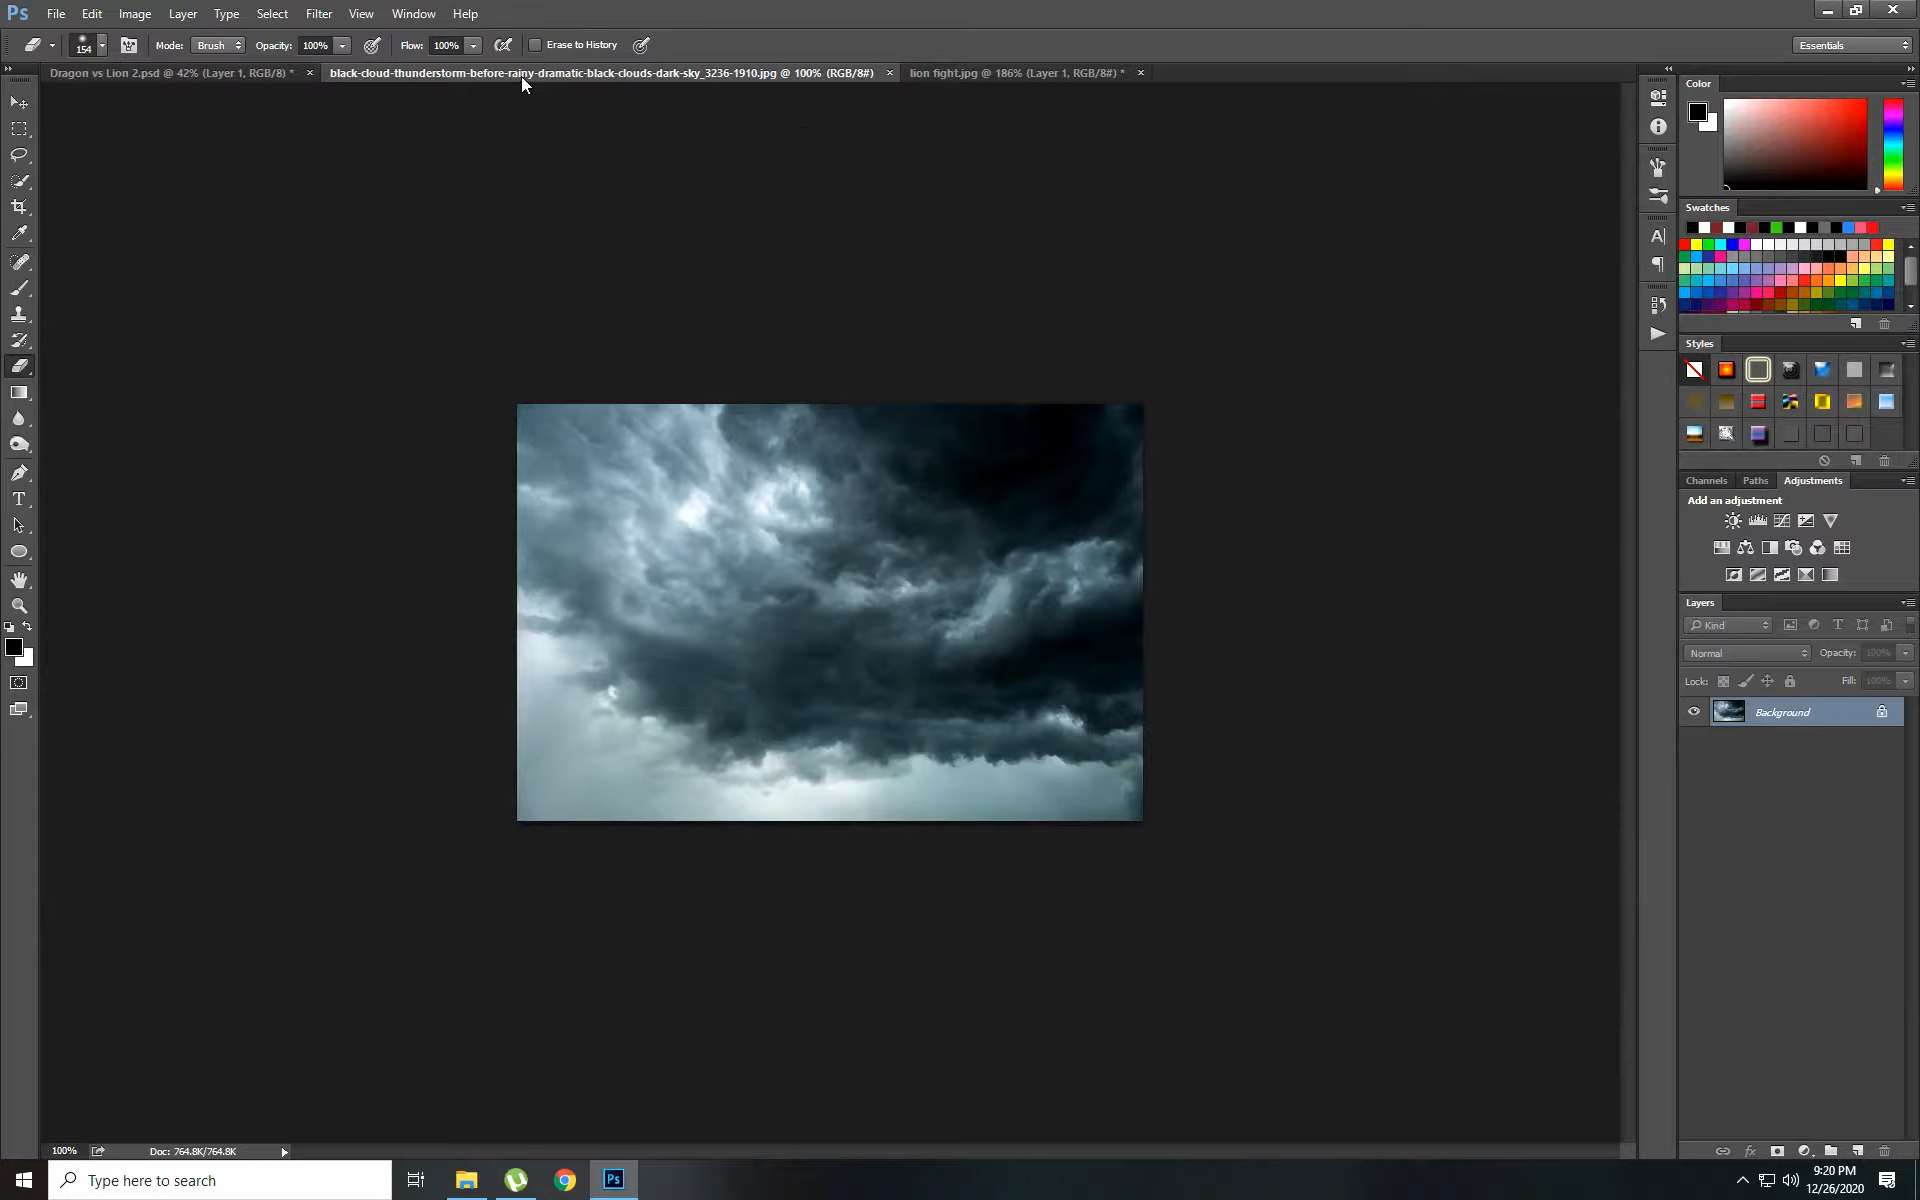 Ps File Edit Image Layer Type Select Filter View Window Help
154 Mode: Brush Opacity: 100% Flow: 100% Erase to History Essentials
Dragon vs Lion 2.psd @ 42% (Layer 1, RGB/8) * × black-cloud-thunderstorm-before-rainy-dramatic-black-clouds-dark-sky_3236-1910.jpg @ 100% (RGB/8#) × lion fight.jpg @ 186% (Layer 1, RGB/8#) * ×
Color
Swatches
Styles
Channels Paths Adjustments
Add an adjustment
Layers
Kind
Normal Opacity: 100%
Lock: Fill: 100%
Background
100% Doc: 764.8K/764.8K
Type here to search
Ps
9:20 PM
12/26/2020